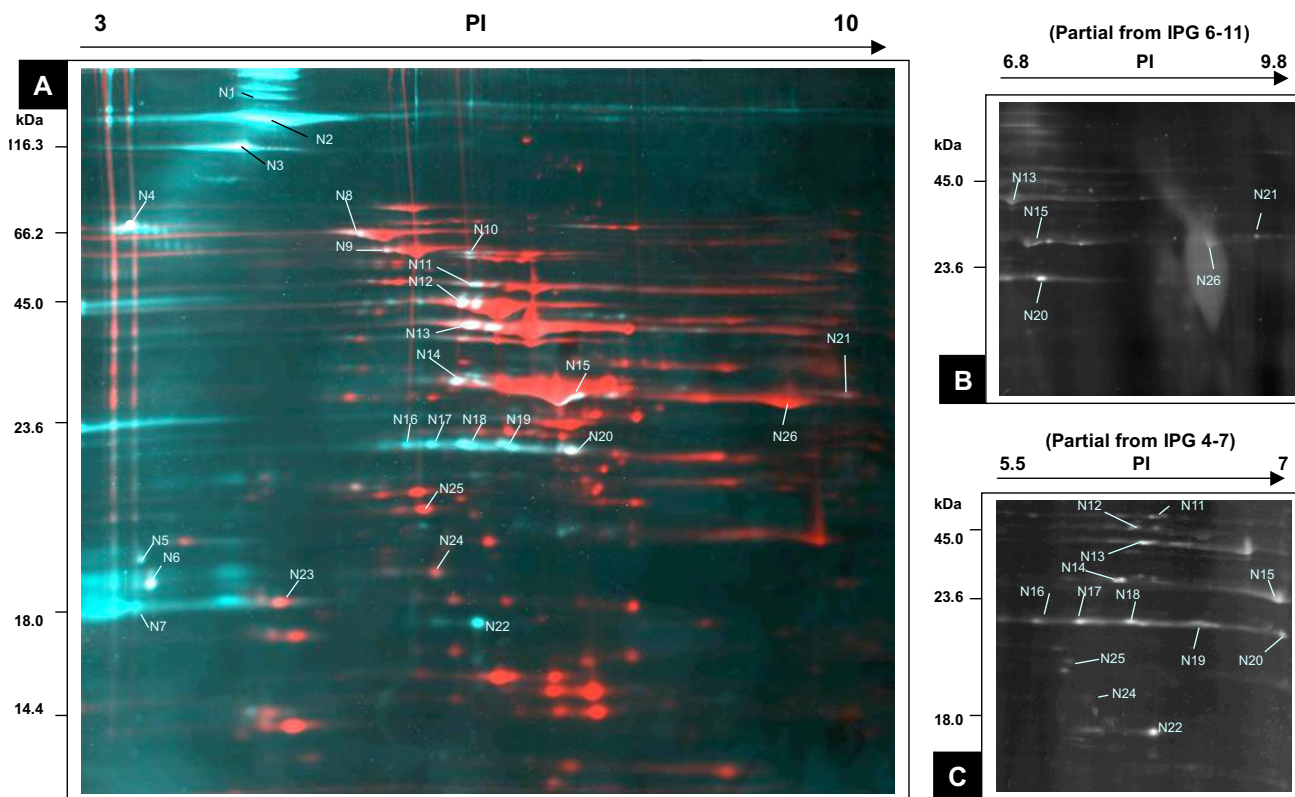 3 PI 10
A
kDa
116.3
66.2
45.0
23.6
18.0
14.4
N1
N2
N3
N4
N8
N9
N10
N11
N12
N13
N14
N15
N21
N16 N17 N18 N19
N20
N26
N25
N5
N6
N24
N23
N7
N22
(Partial from IPG 6-11)
6.8 PI 9.8
kDa
45.0
23.6
N13
N15
N21
N26
N20
B
(Partial from IPG 4-7)
5.5 PI 7
kDa
45.0
23.6
18.0
N12 N11
N13
N14
N15
N16 N17 N18
N25
N19 N20
N24
N22
C